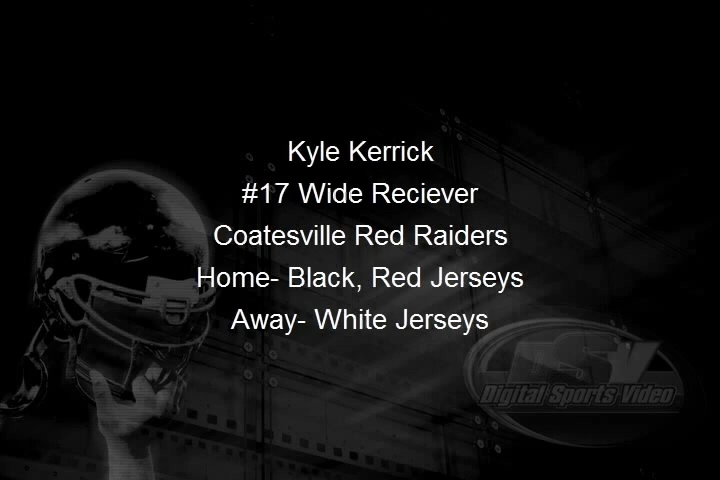 Kyle Kerrick
#17 Wide Reciever
Coatesville Red Raiders
Home- Black, Red Jerseys
Away- White Jerseys
DSV
Digital Sports Video